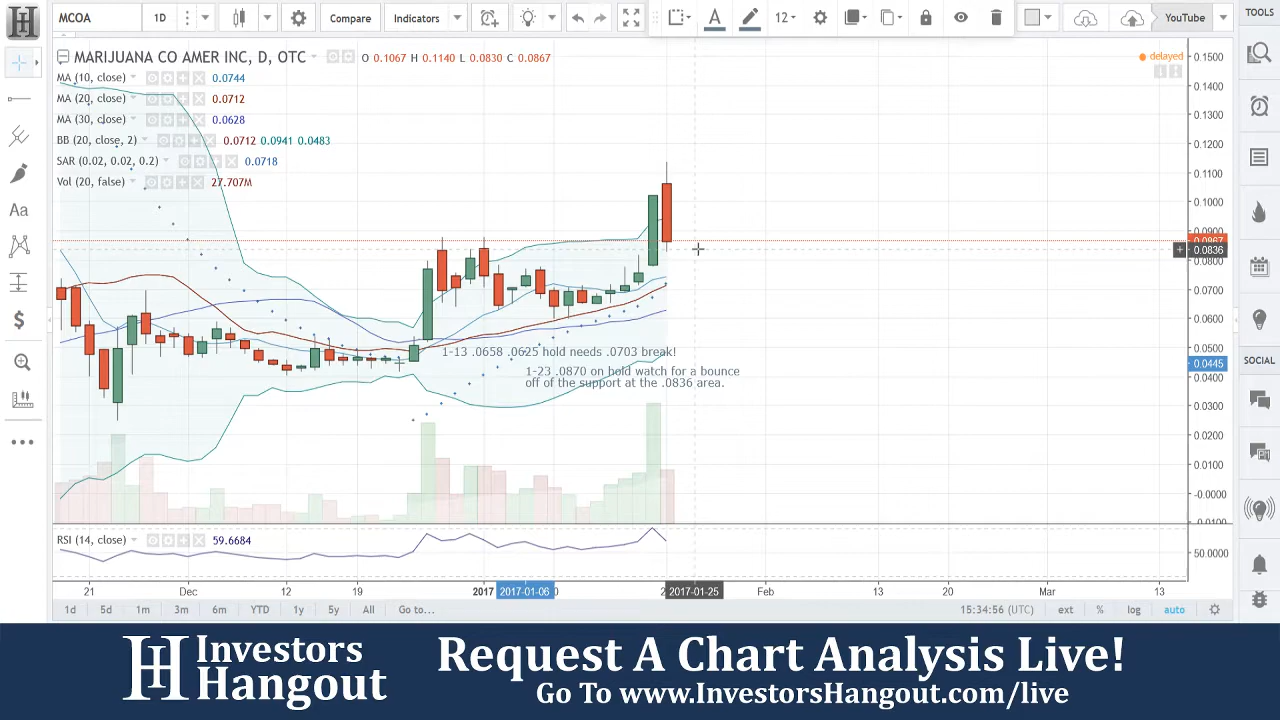 MCOA 1D Compare Indicators 12 YouTube TOOLS
MARIJUANA CO AMER INC, D, OTC O 0.1067 H 0.1140 L 0.0830 C 0.0867 delayed
MA (10, close) 0.0744
MA (20, close) 0.0712
MA (30, close) 0.0628
BB (20, close, 2) 0.0712 0.0941 0.0483
SAR (0.02, 0.02, 0.2) 0.0718
Vol (20, false) 27.707M
0.1500
0.1400
0.1300
0.1200
0.1100
0.1000
0.0900
0.0867
0.0836
0.0800
0.0700
0.0600
0.0500
0.0445
0.0400
0.0300
0.0200
0.0100
-0.0000
-0.0100
1-13 .0658 .0625 hold needs .0703 break!
1-23 .0870 on hold watch for a bounce
off of the support at the .0836 area.
SOCIAL
RSI (14, close) 59.6684
50.0000
21 Dec 12 19 2017 2017-01-06 2017-01-25 Feb 13 20 Mar 13
1d 5d 1m 3m 6m YTD 1y 5y All Go to... 15:34:56 (UTC) ext % log auto
Aa
Investors
Hangout
Request A Chart Analysis Live!
Go To www.InvestorsHangout.com/live